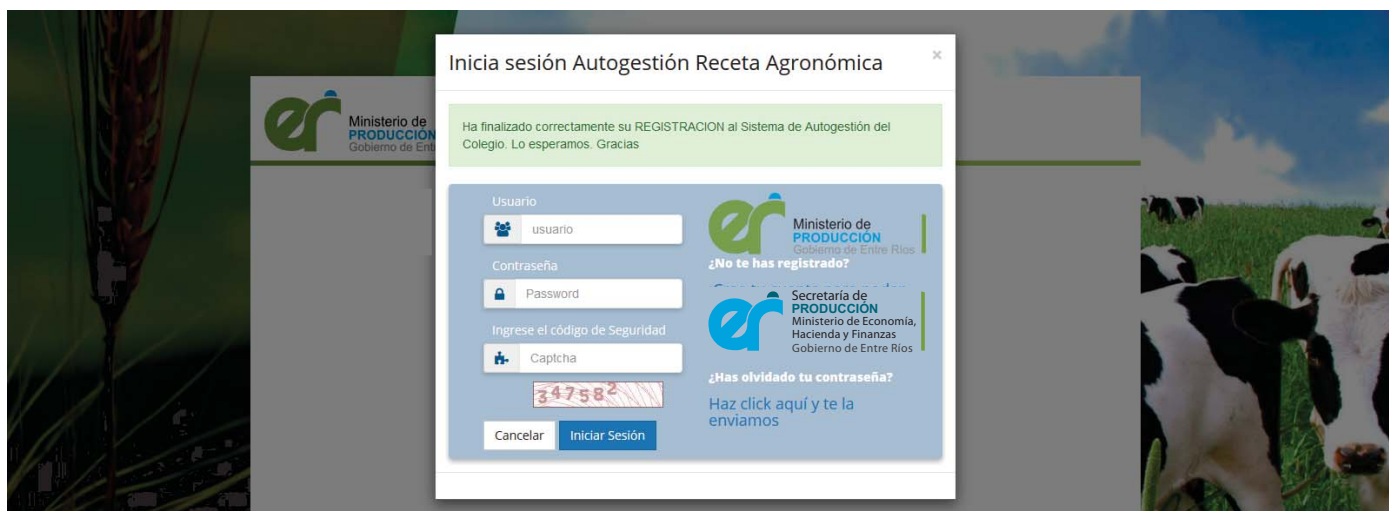 Inicia sesión Autogestión Receta Agronómica
×
Ministerio de
PRODUCCIÓN
Gobierno de
Ha finalizado correctamente su REGISTRACION al Sistema de Autogestión del
Colegio. Lo esperamos. Gracias
Usuario
usuario
Contraseña
Password
Ingrese el código de Seguridad
Captcha
347582
Cancelar
Iniciar Sesión
Ministerio de
PRODUCCIÓN
Gobierno de Entre Ríos
¿No te has registrado?
Secretaría de
PRODUCCIÓN
Ministerio de Economía,
Hacienda y Finanzas
Gobierno de Entre Ríos
¿Has olvidado tu contraseña?
Haz click aquí y te la
enviamos